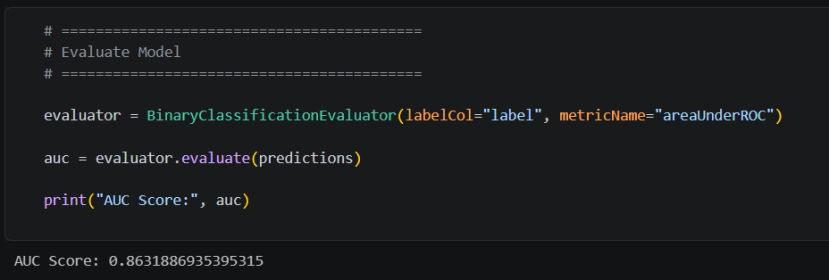 # ==========================================
# Evaluate Model
# ==========================================
evaluator = BinaryClassificationEvaluator(labelCol="label", metricName="areaUnderROC")
auc = evaluator.evaluate(predictions)
print("AUC Score:", auc)
AUC Score: 0.8631886935395315